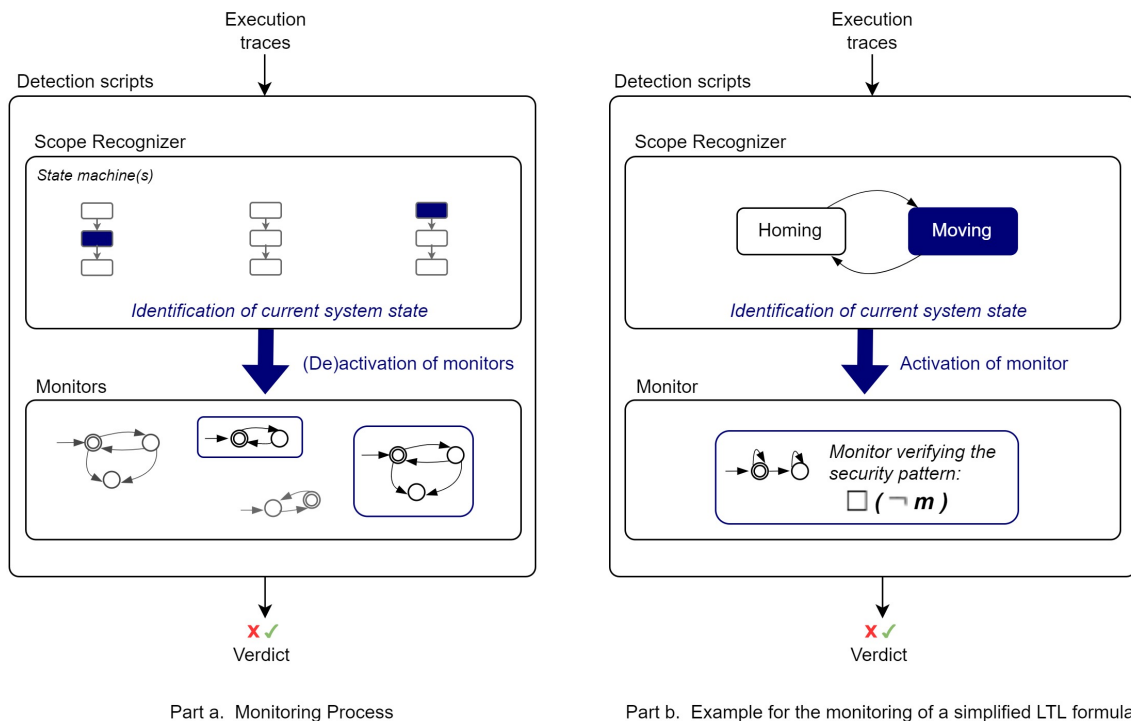 Execution
traces
Detection scripts
Scope Recognizer
State machine(s)
Identification of current system state
(De)activation of monitors
Monitors
x ✓
Verdict
Part a. Monitoring Process
Execution
traces
Detection scripts
Scope Recognizer
Homing
Moving
Identification of current system state
Activation of monitor
Monitor
Monitor verifying the
security pattern:
□ ( ¬ m )
x ✓
Verdict
Part b. Example for the monitoring of a simplified LTL formula